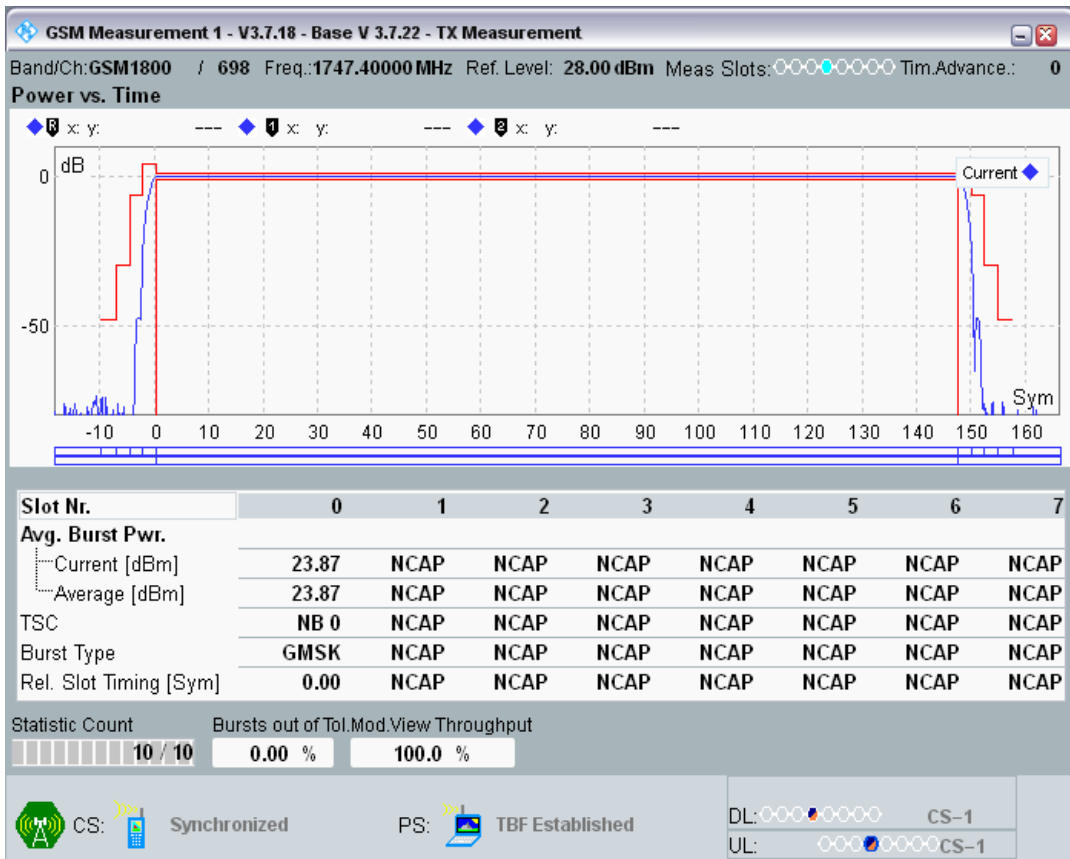 GSM Measurement 1 - V3.7.18 - Base V 3.7.22 - TX Measurement
Band/Ch:GSM1800 / 698 Freq.:1747.40000 MHz Ref. Level: 28.00 dBm Meas Slots: Tim.Advance.: 0
Power vs. Time
R x: y: --- 1 x: y: --- 2 x: y: ---
dB
Current
0
-50
Sym
-10 0 10 20 30 40 50 60 70 80 90 100 110 120 130 140 150 160
Slot Nr. 0 1 2 3 4 5 6 7
Avg. Burst Pwr.
Current [dBm] 23.87 NCAP NCAP NCAP NCAP NCAP NCAP NCAP
Average [dBm] 23.87 NCAP NCAP NCAP NCAP NCAP NCAP NCAP
TSC NB 0 NCAP NCAP NCAP NCAP NCAP NCAP NCAP
Burst Type GMSK NCAP NCAP NCAP NCAP NCAP NCAP NCAP
Rel. Slot Timing [Sym] 0.00 NCAP NCAP NCAP NCAP NCAP NCAP NCAP
Statistic Count Bursts out of Tol.Mod.View Throughput
10 / 10 0.00 % 100.0 %
CS: Synchronized PS: TBF Established
DL: CS-1
UL: CS-1